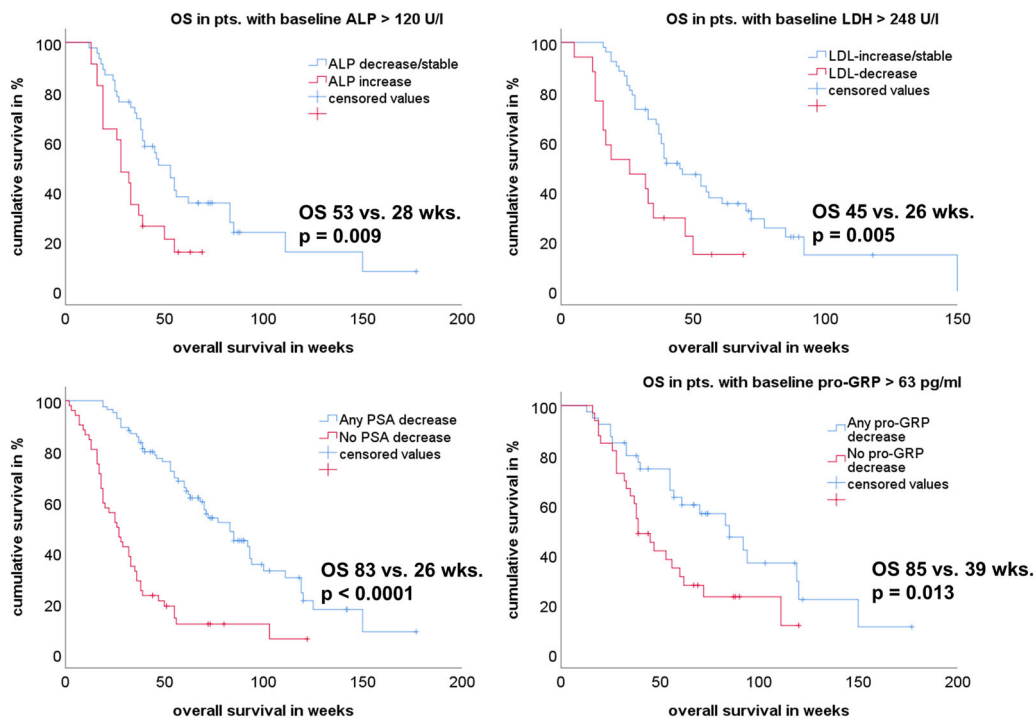 OS in pts. with baseline ALP > 120 U/l
cumulative survival in %
100
80
60
40
20
0
ALP decrease/stable
ALP increase
censored values
OS 53 vs. 28 wks.
p = 0.009
0
50
100
150
200
overall survival in weeks
OS in pts. with baseline LDH > 248 U/l
cumulative survival in %
100
80
60
40
20
0
LDL-increase/stable
LDL-decrease
censored values
OS 45 vs. 26 wks.
p = 0.005
0
50
100
150
overall survival in weeks
cumulative survival in %
100
80
60
40
20
0
Any PSA decrease
No PSA decrease
censored values
OS 83 vs. 26 wks.
p < 0.0001
0
50
100
150
200
overall survival in weeks
OS in pts. with baseline pro-GRP > 63 pg/ml
cumulative survival in %
100
80
60
40
20
0
Any pro-GRP
decrease
No pro-GRP
decrease
censored values
OS 85 vs. 39 wks.
p = 0.013
0
50
100
150
200
overall survival in weeks